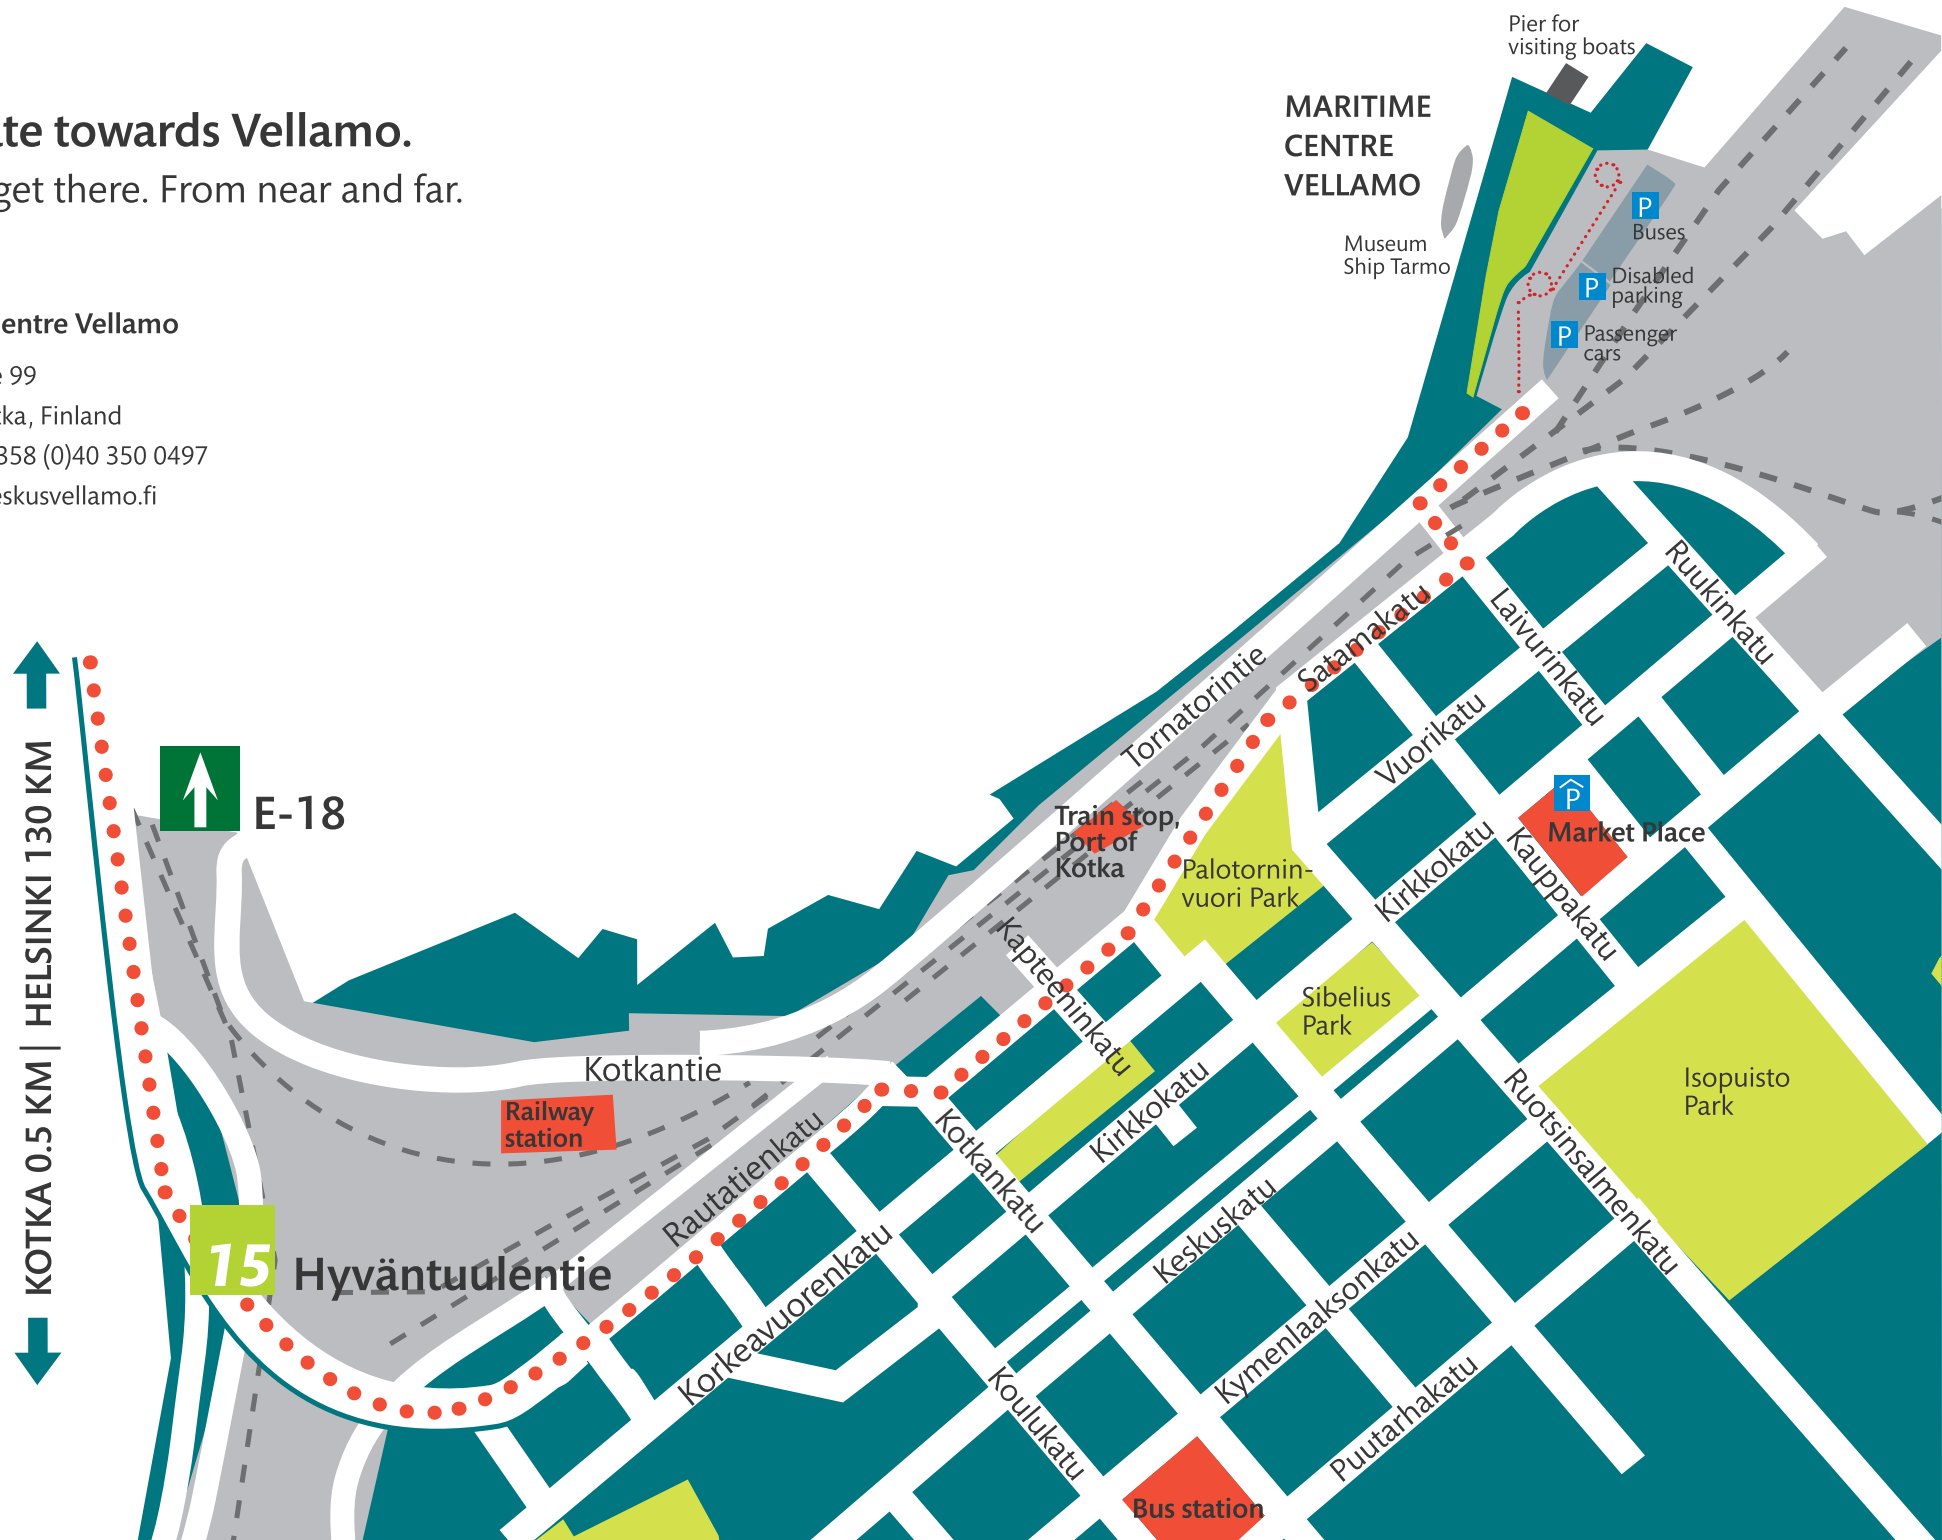 te towards Vellamo.
get there. From near and far.
entre Vellamo
e 99
ka, Finland
358 (0)40 350 0497
eskusvellamo.fi
Pier for
visiting boats
MARITIME
CENTRE
VELLAMO
Museum
Ship Tarmo
P
Buses
P
Disabled
parking
P
Passenger
cars
KOTKA 0.5 KM | HELSINKI 130 KM
E-18
15
Hyväntuulentie
Kotkantie
Railway
station
Rautatienkatu
Tornatorintie
Satamakatu
Train stop,
Port of
Kotka
Palotornin-
vuori Park
Kapteeninkatu
Laivurinkatu
Ruukinkatu
Vuorikatu
Kirkkokatu
P
Market Place
Kauppakatu
Sibelius
Park
Isopuisto
Park
Kirkkokatu
Kotkankatu
Keskuskatu
Ruotsinsalmenkatu
Korkeavuorenkatu
Kymenlaaksonkatu
Koulukatu
Puutarhakatu
Bus station